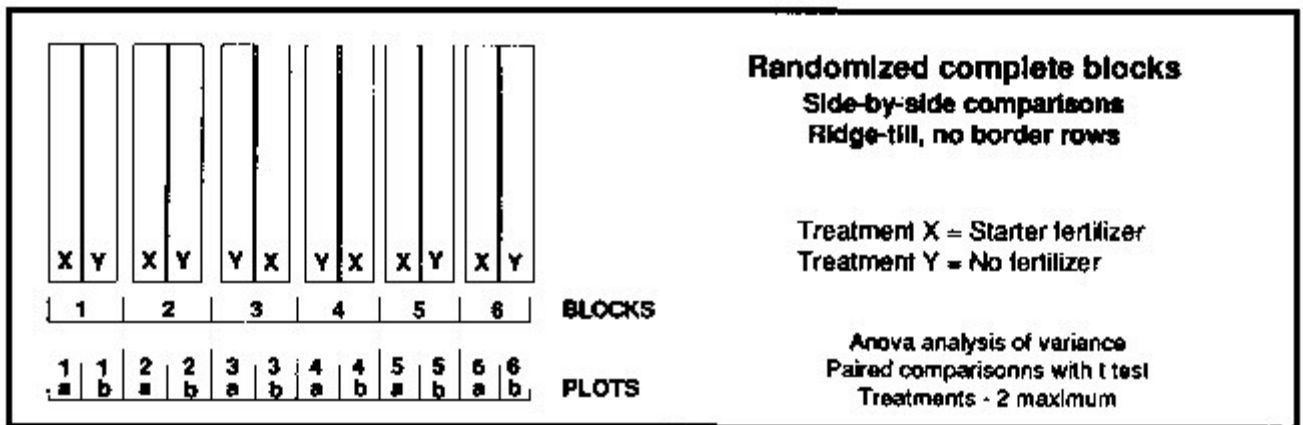 Randomized complete blocks
Side-by-side comparisons
Ridge-till, no border rows
Treatment X = Starter fertilizer
Treatment Y = No fertilizer
X Y X Y Y X Y X X Y X Y
1 2 3 4 5 6 BLOCKS
1 1 2 2 3 3 4 4 5 5 6 6
a b a b a b a b a b a b PLOTS
Anova analysis of variance
Paired comparisonns with t test
Treatments - 2 maximum